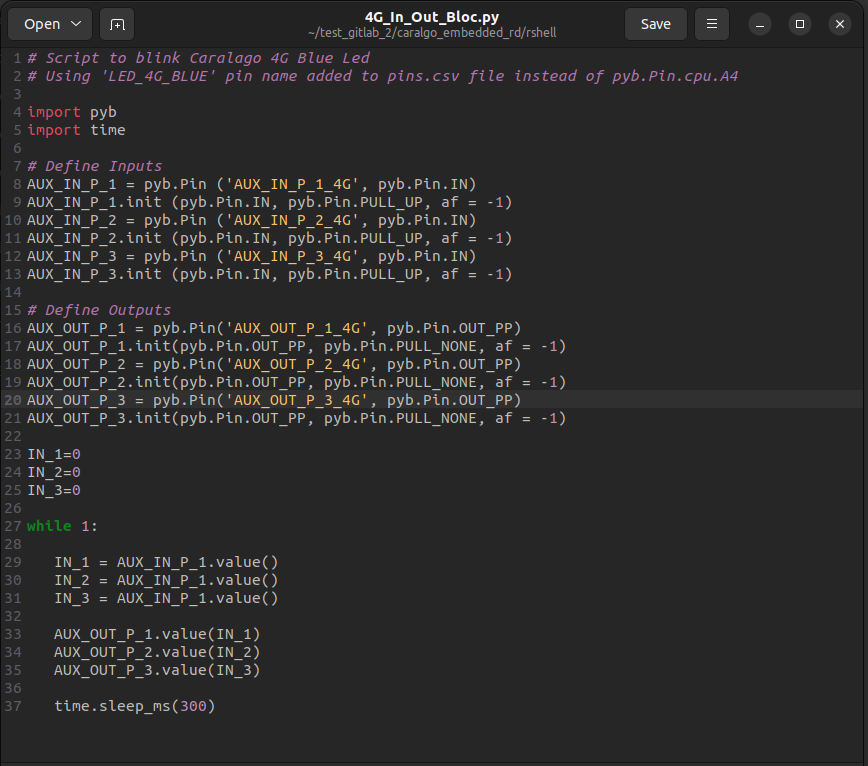 Open
4G_In_Out_Bloc.py
~/test_gitlab_2/caralgo_embedded_rd/rshell
Save
1 # Script to blink Caralago 4G Blue Led
2 # Using 'LED_4G_BLUE' pin name added to pins.csv file instead of pyb.Pin.cpu.A4
3
4 import pyb
5 import time
6
7 # Define Inputs
8 AUX_IN_P_1 = pyb.Pin ('AUX_IN_P_1_4G', pyb.Pin.IN)
9 AUX_IN_P_1.init (pyb.Pin.IN, pyb.Pin.PULL_UP, af = -1)
10 AUX_IN_P_2 = pyb.Pin ('AUX_IN_P_2_4G', pyb.Pin.IN)
11 AUX_IN_P_2.init (pyb.Pin.IN, pyb.Pin.PULL_UP, af = -1)
12 AUX_IN_P_3 = pyb.Pin ('AUX_IN_P_3_4G', pyb.Pin.IN)
13 AUX_IN_P_3.init (pyb.Pin.IN, pyb.Pin.PULL_UP, af = -1)
14
15 # Define Outputs
16 AUX_OUT_P_1 = pyb.Pin('AUX_OUT_P_1_4G', pyb.Pin.OUT_PP)
17 AUX_OUT_P_1.init(pyb.Pin.OUT_PP, pyb.Pin.PULL_NONE, af = -1)
18 AUX_OUT_P_2 = pyb.Pin('AUX_OUT_P_2_4G', pyb.Pin.OUT_PP)
19 AUX_OUT_P_2.init(pyb.Pin.OUT_PP, pyb.Pin.PULL_NONE, af = -1)
20 AUX_OUT_P_3 = pyb.Pin('AUX_OUT_P_3_4G', pyb.Pin.OUT_PP)
21 AUX_OUT_P_3.init(pyb.Pin.OUT_PP, pyb.Pin.PULL_NONE, af = -1)
22
23 IN_1=0
24 IN_2=0
25 IN_3=0
26
27 while 1:
28
29    IN_1 = AUX_IN_P_1.value()
30    IN_2 = AUX_IN_P_1.value()
31    IN_3 = AUX_IN_P_1.value()
32
33    AUX_OUT_P_1.value(IN_1)
34    AUX_OUT_P_2.value(IN_2)
35    AUX_OUT_P_3.value(IN_3)
36
37    time.sleep_ms(300)